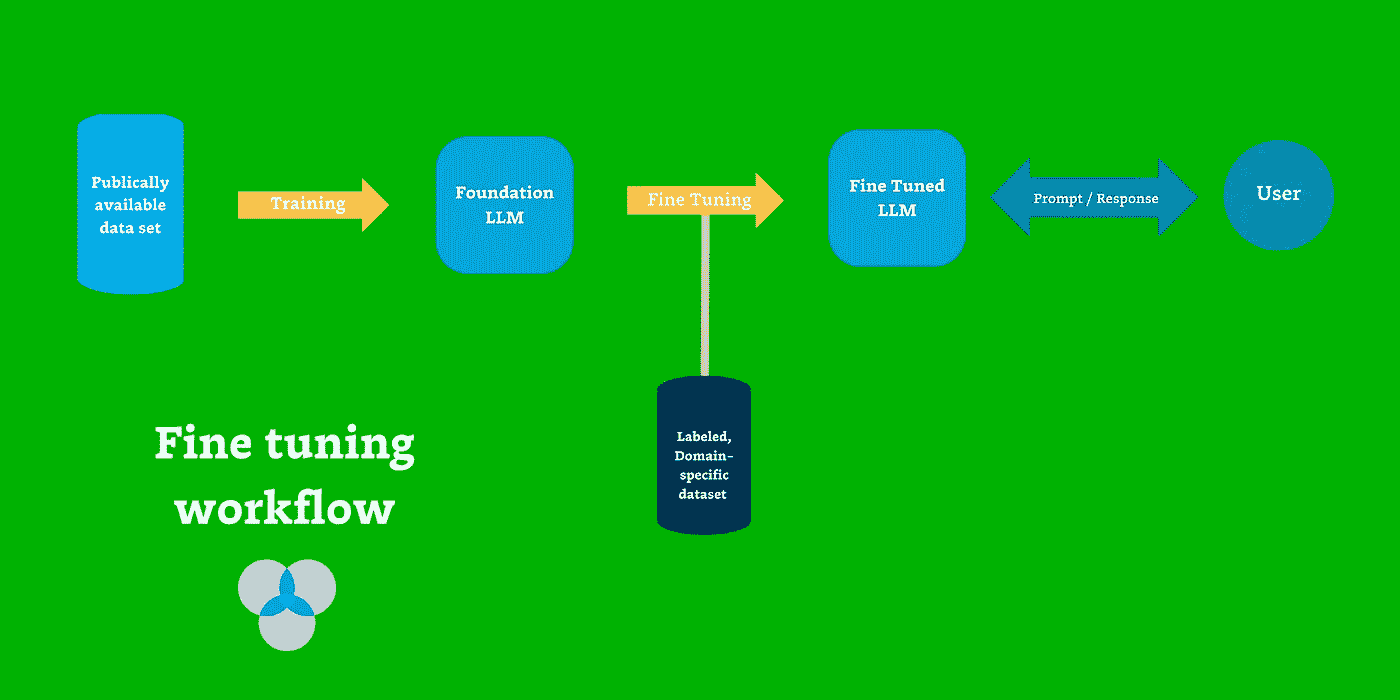 Publically
available
data set
Training
Foundation
LLM
Fine Tuning
Fine Tuned
LLM
Prompt / Response
User
Labeled,
Domain-
specific
dataset
Fine tuning
workflow